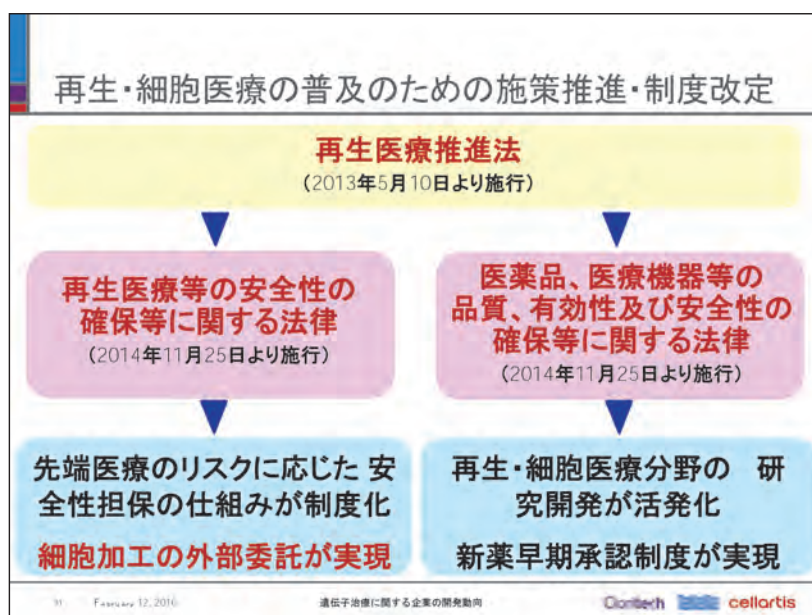 再生・細胞医療の普及のための施策推進・制度改定
再生医療推進法
(2013年5月10日より施行)
再生医療等の安全性の
確保等に関する法律
(2014年11月25日より施行)
医薬品、医療機器等の
品質、有効性及び安全性の
確保等に関する法律
(2014年11月25日より施行)
先端医療のリスクに応じた 安
全性担保の仕組みが制度化
細胞加工の外部委託が実現
再生・細胞医療分野の 研
究開発が活発化
新薬早期承認制度が実現
February 12, 2016
遺伝子治療に関する企業の開発動向
Clontech
cellartis